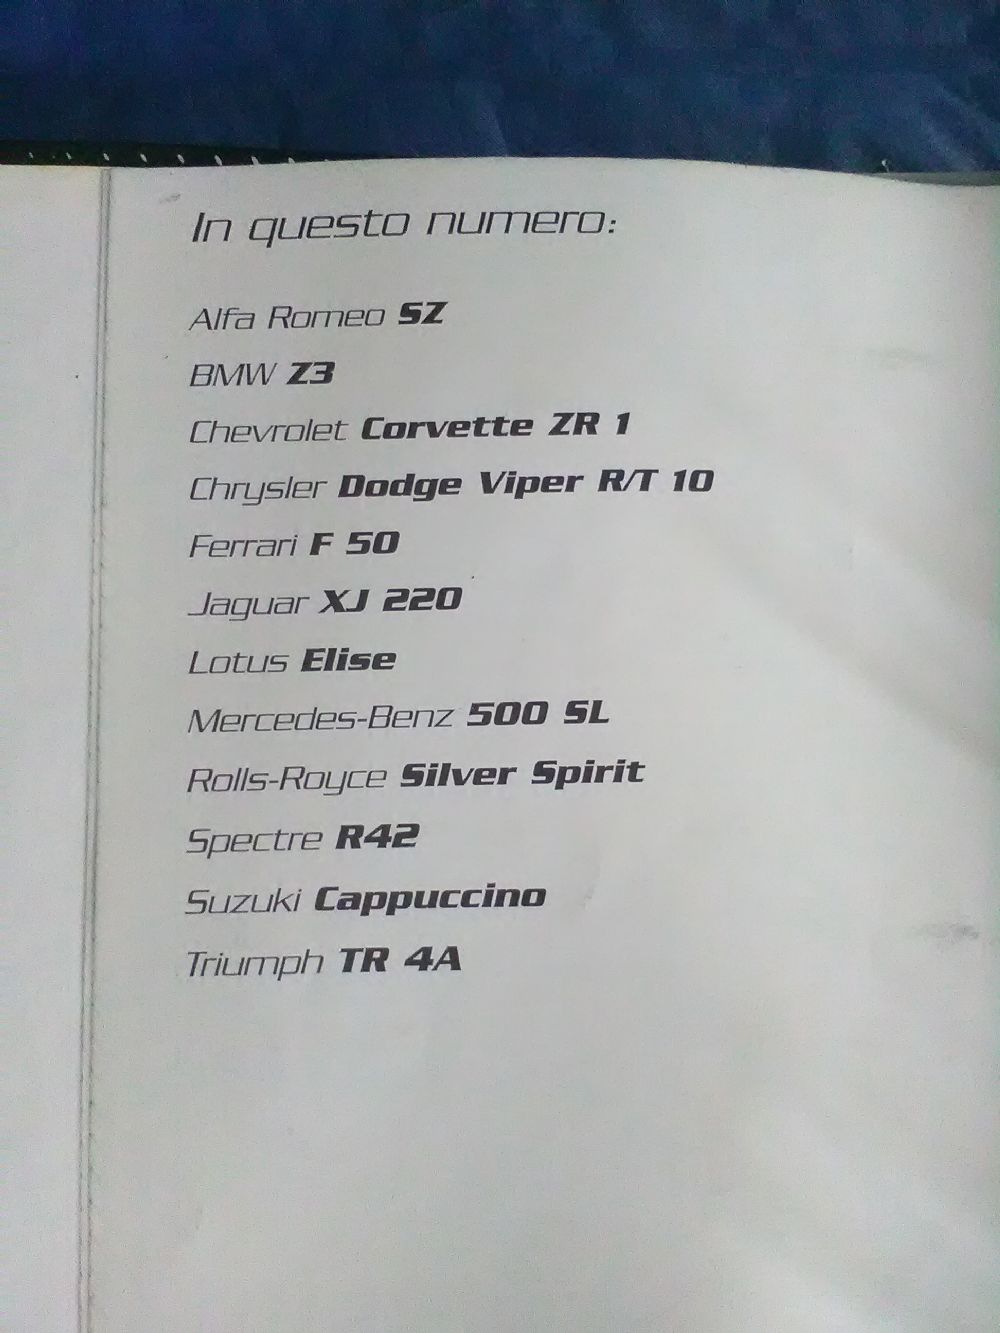 In questo numero:
Alfa Romeo SZ
BMW Z3
Chevrolet Corvette ZR 1
Chrysler Dodge Viper R/T 10
Ferrari F 50
Jaguar XJ 220
Lotus Elise
Mercedes-Benz 500 SL
Rolls-Royce Silver Spirit
Spectre R42
Suzuki Cappuccino
Triumph TR 4A